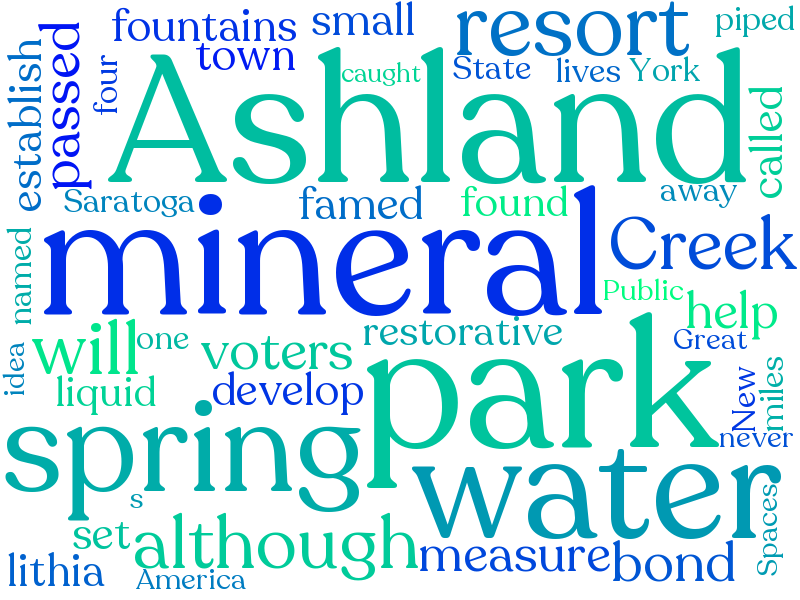 fountains
small
resort
piped
town
caught
State
lives
York
establish
passed
four
Ashland
called
Saratoga
famed
found
away
mineral
Creek
named
Public
help
will
one
voters
restorative
Great
idea
liquid
develop
park
New
miles
never
spring
water
s
set
although
measure
bond
Spaces
lithia
America